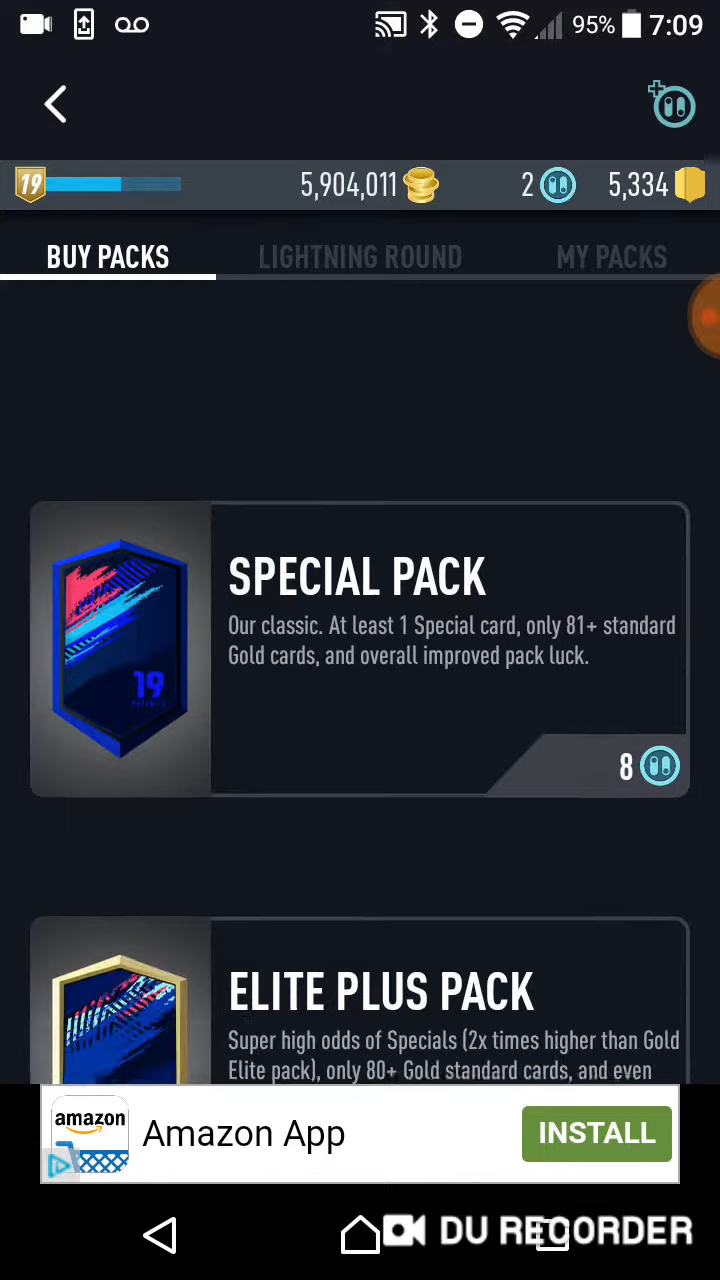 95% 7:09
19 5,904,011 2 5,334
BUY PACKS LIGHTNING ROUND MY PACKS
SPECIAL PACK
Our classic. At least 1 Special card, only 81+ standard
Gold cards, and overall improved pack luck.
19
8
ELITE PLUS PACK
Super high odds of Specials (2x times higher than Gold
Elite pack), only 80+ Gold standard cards, and even
amazon
Amazon App
INSTALL
DU RECORDER